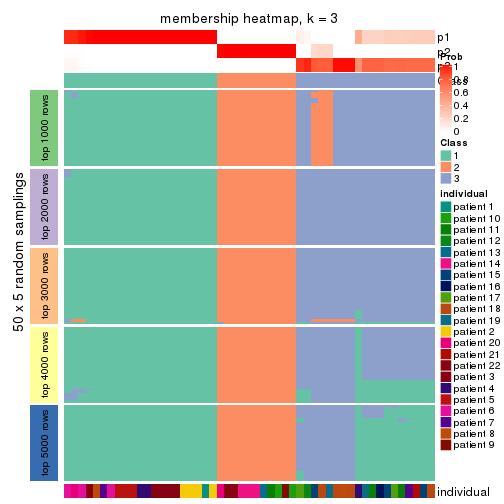 membership heatmap, k = 3
p1
p2
p3
Class
50 x 5 random samplings
top 1000 rows
top 2000 rows
top 3000 rows
top 4000 rows
top 5000 rows
individual
Prob
1
0.8
0.6
0.4
0.2
0
Class
1
2
3
individual
patient 1
patient 10
patient 11
patient 12
patient 13
patient 14
patient 15
patient 16
patient 17
patient 18
patient 19
patient 2
patient 20
patient 21
patient 22
patient 3
patient 4
patient 5
patient 6
patient 7
patient 8
patient 9